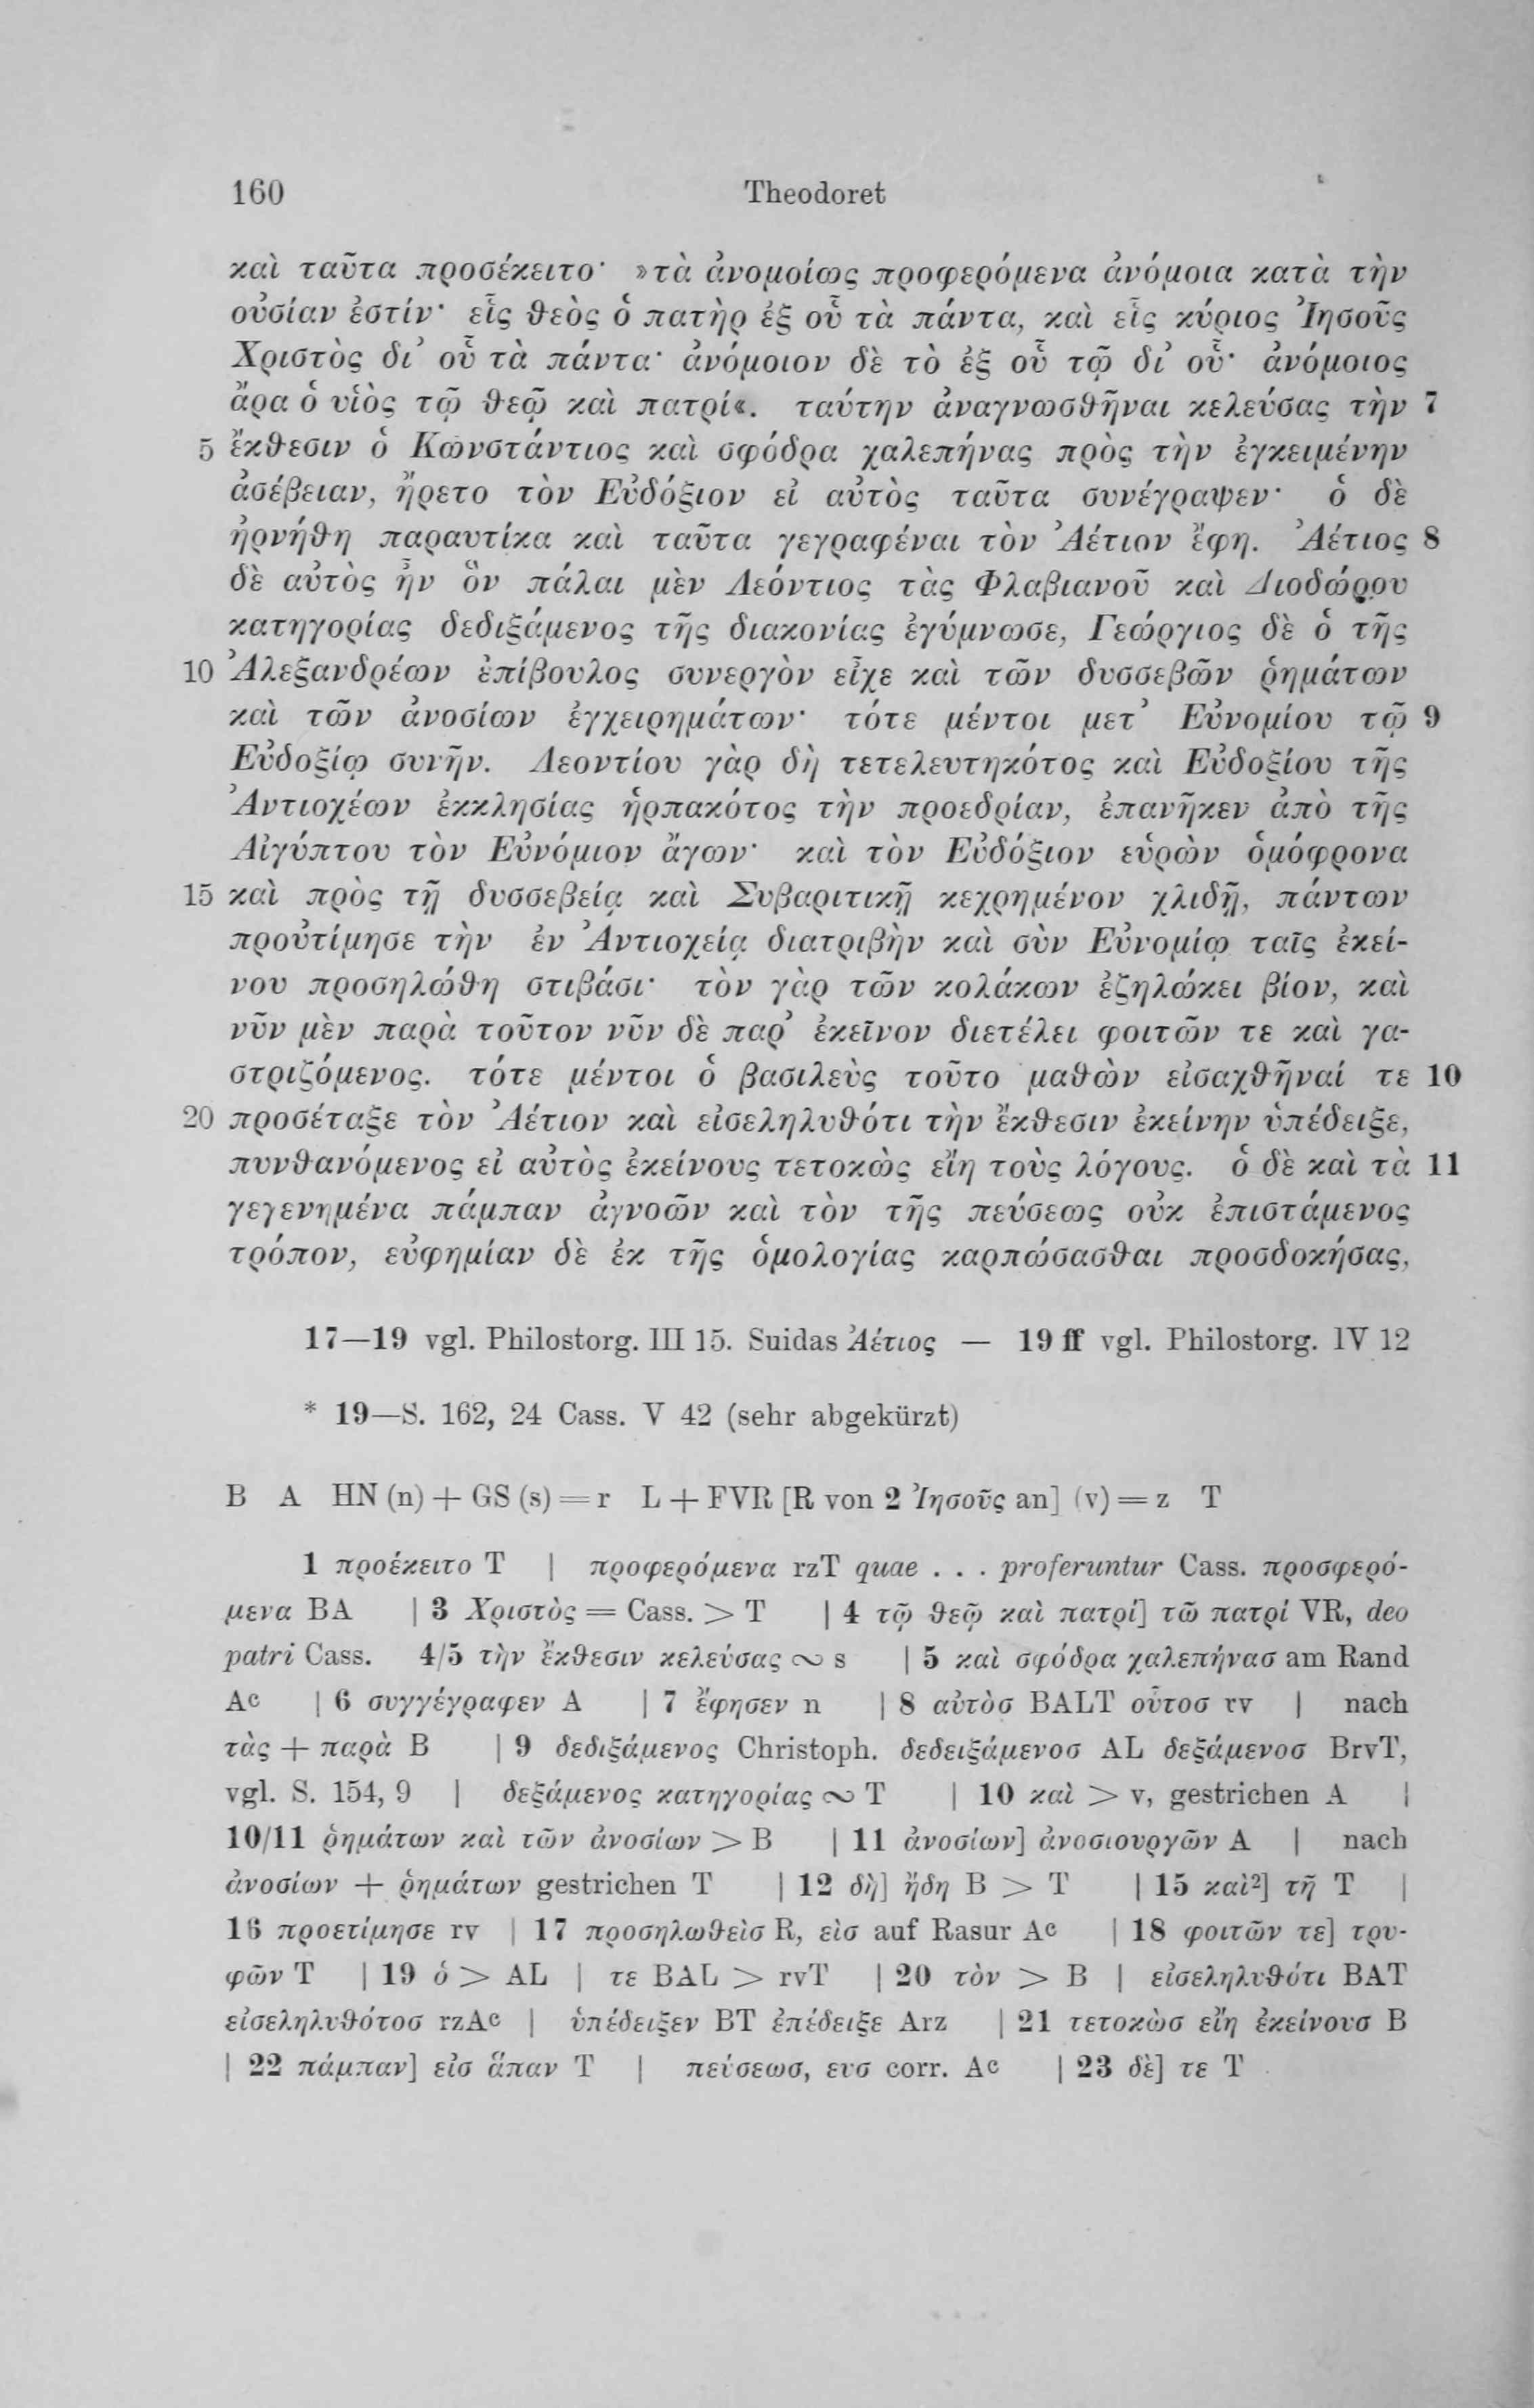 160 Theodoret
καὶ ταῦτα προσέκειτο· »τὰ ἀνομοίως προφερόμενα ἀνόμοια κατὰ τὴν
οὐσίαν ἐστίν· εἷς θεὸς ὁ πατὴρ ἐξ οὗ τὰ πάντα, καὶ εἷς κύριος Ἰησοῦς
Χριστὸς δι’ οὗ τὰ πάντα· ἀνόμοιον δὲ τὸ ἐξ οὗ τῷ δι’ οὗ· ἀνόμοιος
ἄρα ὁ υἱὸς τῷ θεῷ καὶ πατρί«. ταύτην ἀναγνωσθῆναι κελεύσας τὴν 7
5 ἔκθεσιν ὁ Κωνστάντιος καὶ σφόδρα χαλεπήνας πρὸς τὴν ἐγκειμένην
ἀσέβειαν, ἤρετο τὸν Εὐδόξιον εἰ αὐτὸς ταῦτα συνέγραψεν· ὁ δὲ
ἠρνήθη παραυτίκα καὶ ταῦτα γεγραφέναι τὸν Ἀέτιον ἔφη. Ἀέτιος 8
δὲ αὐτὸς ἦν ὃν πάλαι μὲν Λεόντιος τὰς Φλαβιανοῦ καὶ Διοδώρου
κατηγορίας δεδιξάμενος τῆς διακονίας ἐγύμνωσε, Γεώργιος δὲ ὁ τῆς
10 Ἀλεξανδρέων ἐπίβουλος συνεργὸν εἶχε καὶ τῶν δυσσεβῶν ῥημάτων
καὶ τῶν ἀνοσίων ἐγχειρημάτων· τότε μέντοι μετ’ Εὐνομίου τῷ 9
Εὐδοξίῳ συνῆν. Λεοντίου γὰρ δὴ τετελευτηκότος καὶ Εὐδοξίου τῆς
Ἀντιοχέων ἐκκλησίας ἡρπακότος τὴν προεδρίαν, ἐπανῆκεν ἀπὸ τῆς
Αἰγύπτου τὸν Εὐνόμιον ἄγων· καὶ τὸν Εὐδόξιον εὑρὼν ὁμόφρονα
15 καὶ πρὸς τῇ δυσσεβείᾳ καὶ Συβαριτικῇ κεχρημένον χλιδῇ, πάντων
προὐτίμησε τὴν ἐν Ἀντιοχείᾳ διατριβὴν καὶ σὺν Εὐνομίῳ ταῖς ἐκεί-
νου προσηλώθη στιβάσι· τὸν γὰρ τῶν κολάκων ἐζηλώκει βίον, καὶ
νῦν μὲν παρὰ τοῦτον νῦν δὲ παρ’ ἐκεῖνον διετέλει φοιτῶν τε καὶ γα-
στριζόμενος. τότε μέντοι ὁ βασιλεὺς τοῦτο μαθὼν εἰσαχθῆναί τε 10
20 προσέταξε τὸν Ἀέτιον καὶ εἰσεληλυθότι τὴν ἔκθεσιν ἐκείνην ὑπέδειξε,
πυνθανόμενος εἰ αὐτὸς ἐκείνους τετοκὼς εἴη τοὺς λόγους. ὁ δὲ καὶ τὰ 11
γεγενημένα πάμπαν ἀγνοῶν καὶ τὸν τῆς πεύσεως οὐκ ἐπιστάμενος
τρόπον, εὐφημίαν δὲ ἐκ τῆς ὁμολογίας καρπώσασθαι προσδοκήσας,
17—19 vgl. Philostorg. III 15. Suidas Ἀέτιος — 19 ff vgl. Philostorg. IV 12
* 19—S. 162, 24 Cass. V 42 (sehr abgekürzt)
B A HN (n) + GS (s) = r L + FVR [R von 2 Ἰησοῦς an] (v) = z T
1 προέκειτο T | προφερόμενα rzT quae . . . proferuntur Cass. προσφερό-
μενα BA | 3 Χριστὸς = Cass. > T | 4 τῷ θεῷ καὶ πατρί] τῶ πατρί VR, deo
patri Cass. 4/5 τὴν ἔκθεσιν κελεύσας ∾ s | 5 καὶ σφόδρα χαλεπήνασ am Rand
Aᶜ | 6 συγγέγραφεν A | 7 ἔφησεν n | 8 αὐτὸσ BALT οὗτοσ rv | nach
τὰς + παρὰ B | 9 δεδιξάμενος Christoph. δεδειξάμενοσ AL δεξάμενοσ BrvT,
vgl. S. 154, 9 | δεξάμενος κατηγορίας ∾ T | 10 καὶ > v, gestrichen A |
10/11 ῥημάτων καὶ τῶν ἀνοσίων > B | 11 ἀνοσίων] ἀνοσιουργῶν A | nach
ἀνοσίων + ῥημάτων gestrichen T | 12 δὴ] ἤδη B > T | 15 καὶ²] τῆ T |
16 προετίμησε rv | 17 προσηλωθεὶσ R, εὶσ auf Rasur Aᶜ | 18 φοιτῶν τε] τρυ-
φῶν T | 19 ὁ > AL | τε BAL > rvT | 20 τὸν > B | εἰσεληλυθότι BAT
εἰσεληλυθότοσ rzAᶜ | ὑπέδειξεν BT ἐπέδειξε Arz | 21 τετοκὼσ εἴη ἐκείνουσ B
| 22 πάμπαν] εἰσ ἅπαν T | πεύσεωσ, ευσ corr. Aᶜ | 23 δὲ] τε T